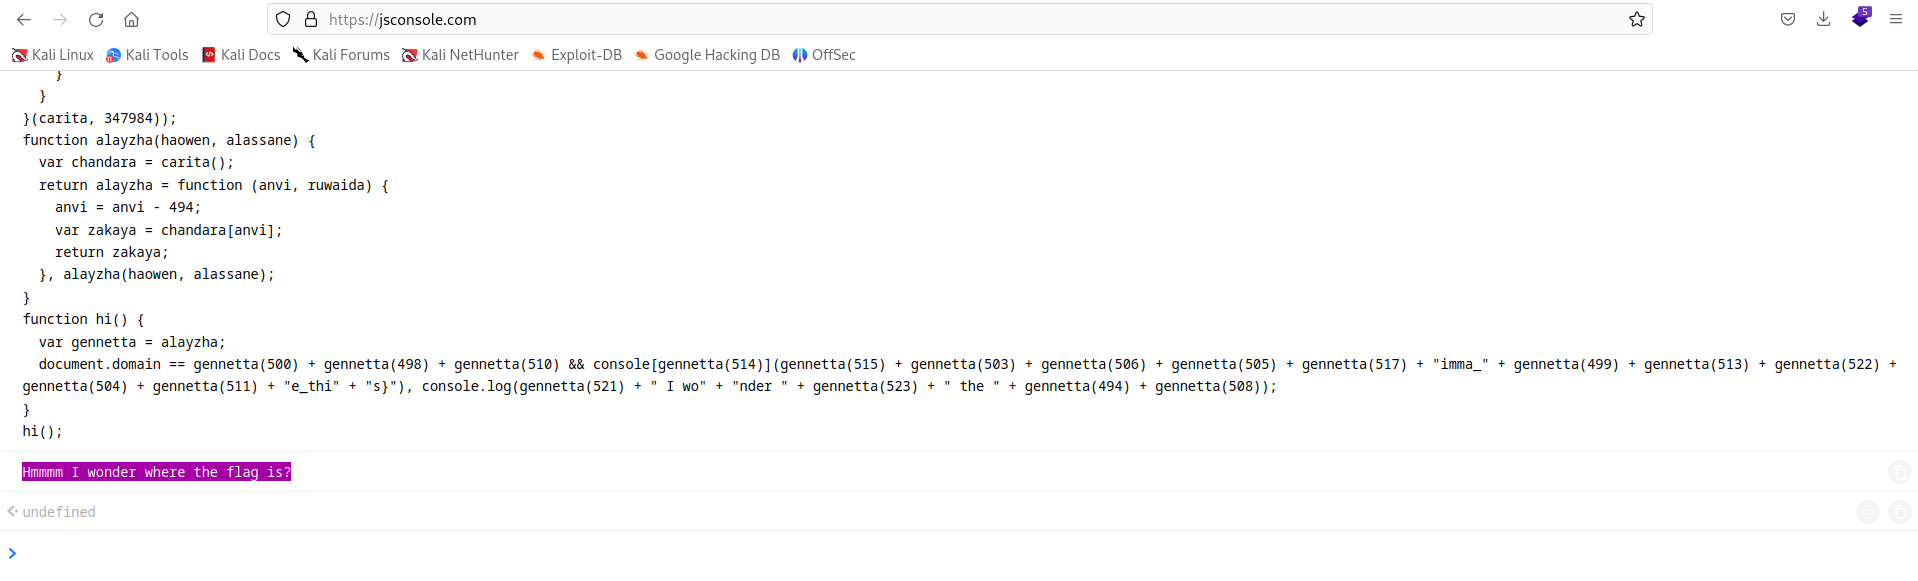 https://jsconsole.com
5
Kali Linux Kali Tools Kali Docs Kali Forums Kali NetHunter Exploit-DB Google Hacking DB OffSec
}
}
}(carita, 347984));
function alayzha(haowen, alassane) {
var chandara = carita();
return alayzha = function (anvi, ruwaida) {
anvi = anvi - 494;
var zakaya = chandara[anvi];
return zakaya;
}, alayzha(haowen, alassane);
}
function hi() {
var gennetta = alayzha;
document.domain == gennetta(500) + gennetta(498) + gennetta(510) && console[gennetta(514)](gennetta(515) + gennetta(503) + gennetta(506) + gennetta(505) + gennetta(517) + "imma_" + gennetta(499) + gennetta(513) + gennetta(522) +
gennetta(504) + gennetta(511) + "e_thi" + "s}"), console.log(gennetta(521) + " I wo" + "nder " + gennetta(523) + " the " + gennetta(494) + gennetta(508));
}
hi();
Hmmmm I wonder where the flag is?
undefined